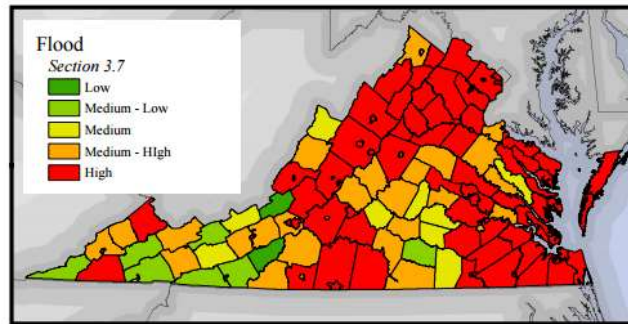 Flood
Section 3.7
Low
Medium - Low
Medium
Medium - HIgh
High